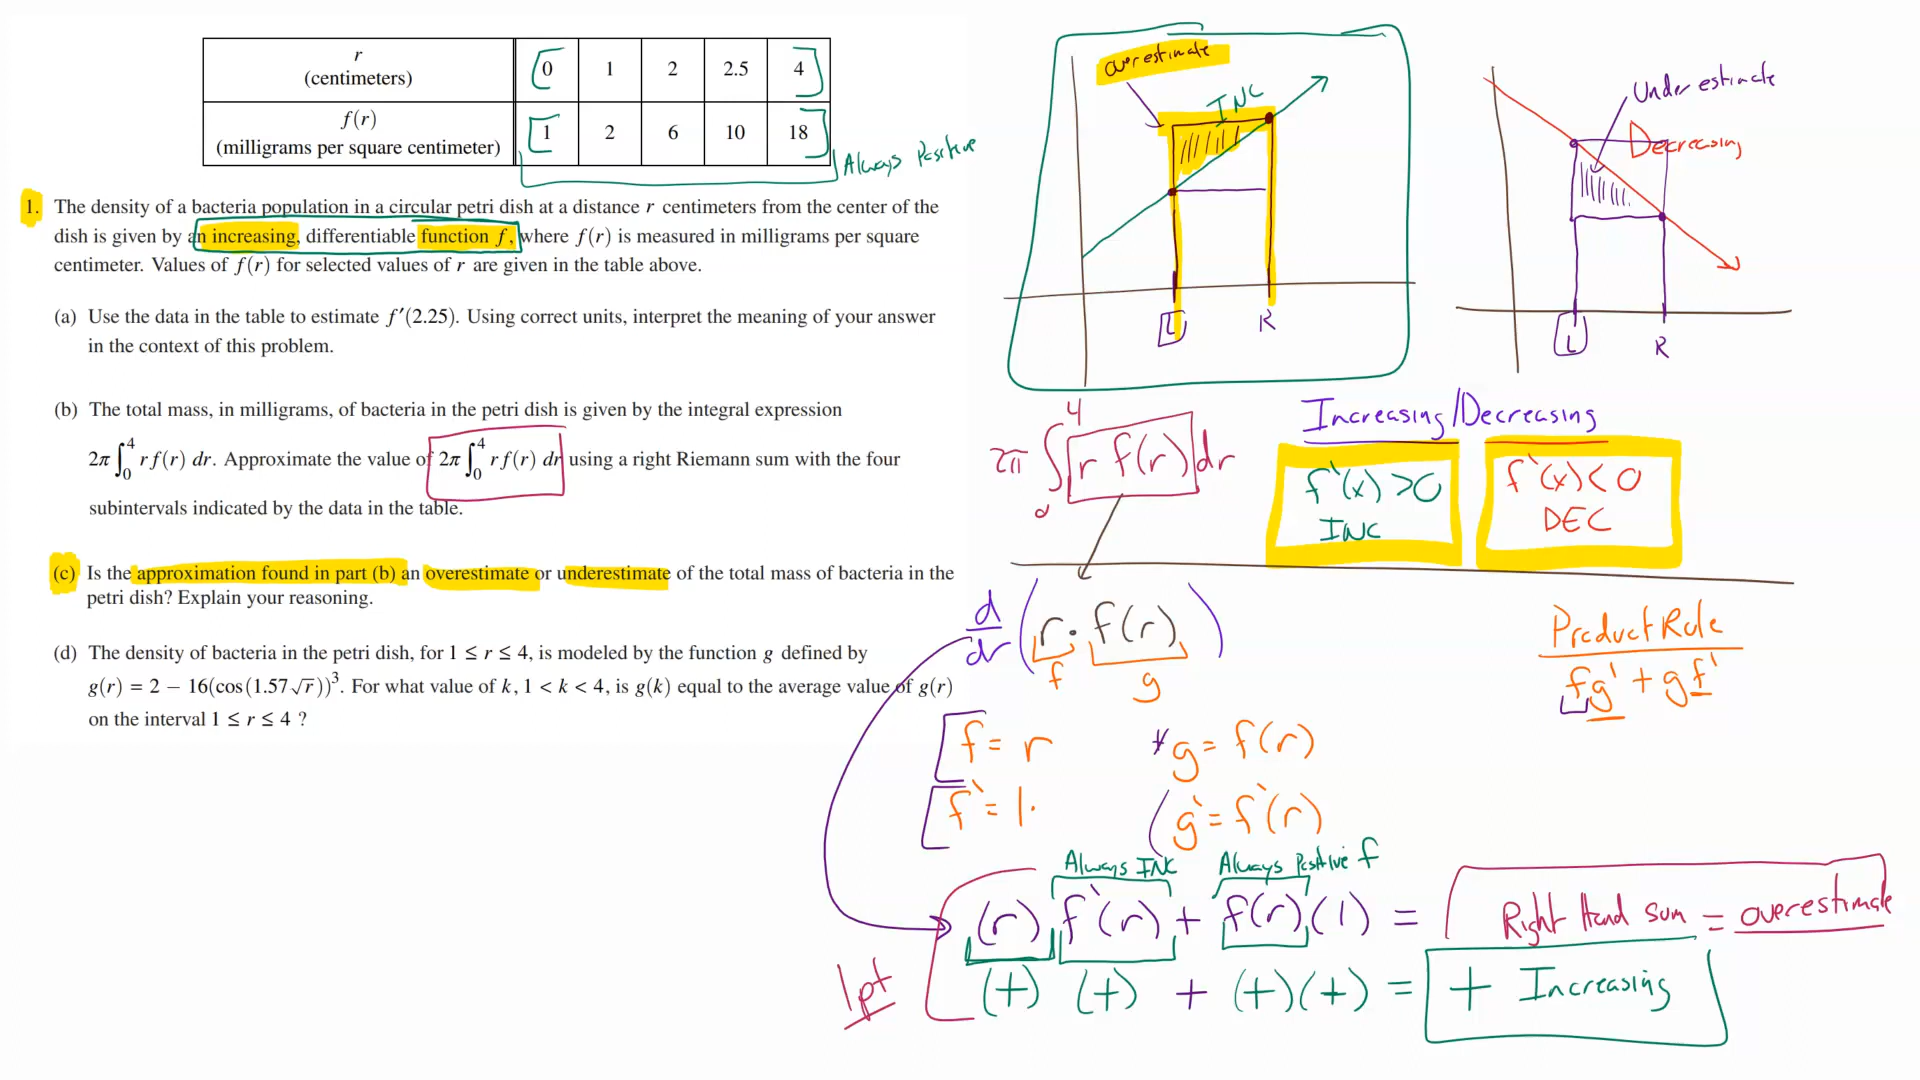 r
(centimeters)
0 1 2 2.5 4
f(r)
(milligrams per square centimeter)
1 2 6 10 18
Always Positive
1. The density of a bacteria population in a circular petri dish at a distance r centimeters from the center of the
dish is given by an increasing, differentiable function f, where f(r) is measured in milligrams per square
centimeter. Values of f(r) for selected values of r are given in the table above.
(a) Use the data in the table to estimate f′(2.25). Using correct units, interpret the meaning of your answer
in the context of this problem.
(b) The total mass, in milligrams, of bacteria in the petri dish is given by the integral expression
2π ∫₀⁴ r f(r) dr. Approximate the value of 2π ∫₀⁴ r f(r) dr using a right Riemann sum with the four
subintervals indicated by the data in the table.
(c) Is the approximation found in part (b) an overestimate or underestimate of the total mass of bacteria in the
petri dish? Explain your reasoning.
(d) The density of bacteria in the petri dish, for 1 ≤ r ≤ 4, is modeled by the function g defined by
g(r) = 2 − 16(cos(1.57√r))³. For what value of k, 1 < k < 4, is g(k) equal to the average value of g(r)
on the interval 1 ≤ r ≤ 4 ?
overestimate
INC
L R
Underestimate
Decreasing
L R
2π ∫₀⁴ r f(r) dr
Increasing/Decreasing
f'(x) >0
INC
f'(x) < 0
DEC
d/dr (r · f(r))
f g
Product Rule
fg' + gf'
f = r
* g = f(r)
f' = 1.
g' = f'(r)
Always INC
Always Positive f
(r) f'(r) + f(r)(1) =
Right Hand sum = overestimate
1pt
(+) (+) + (+)(+) = + Increasing